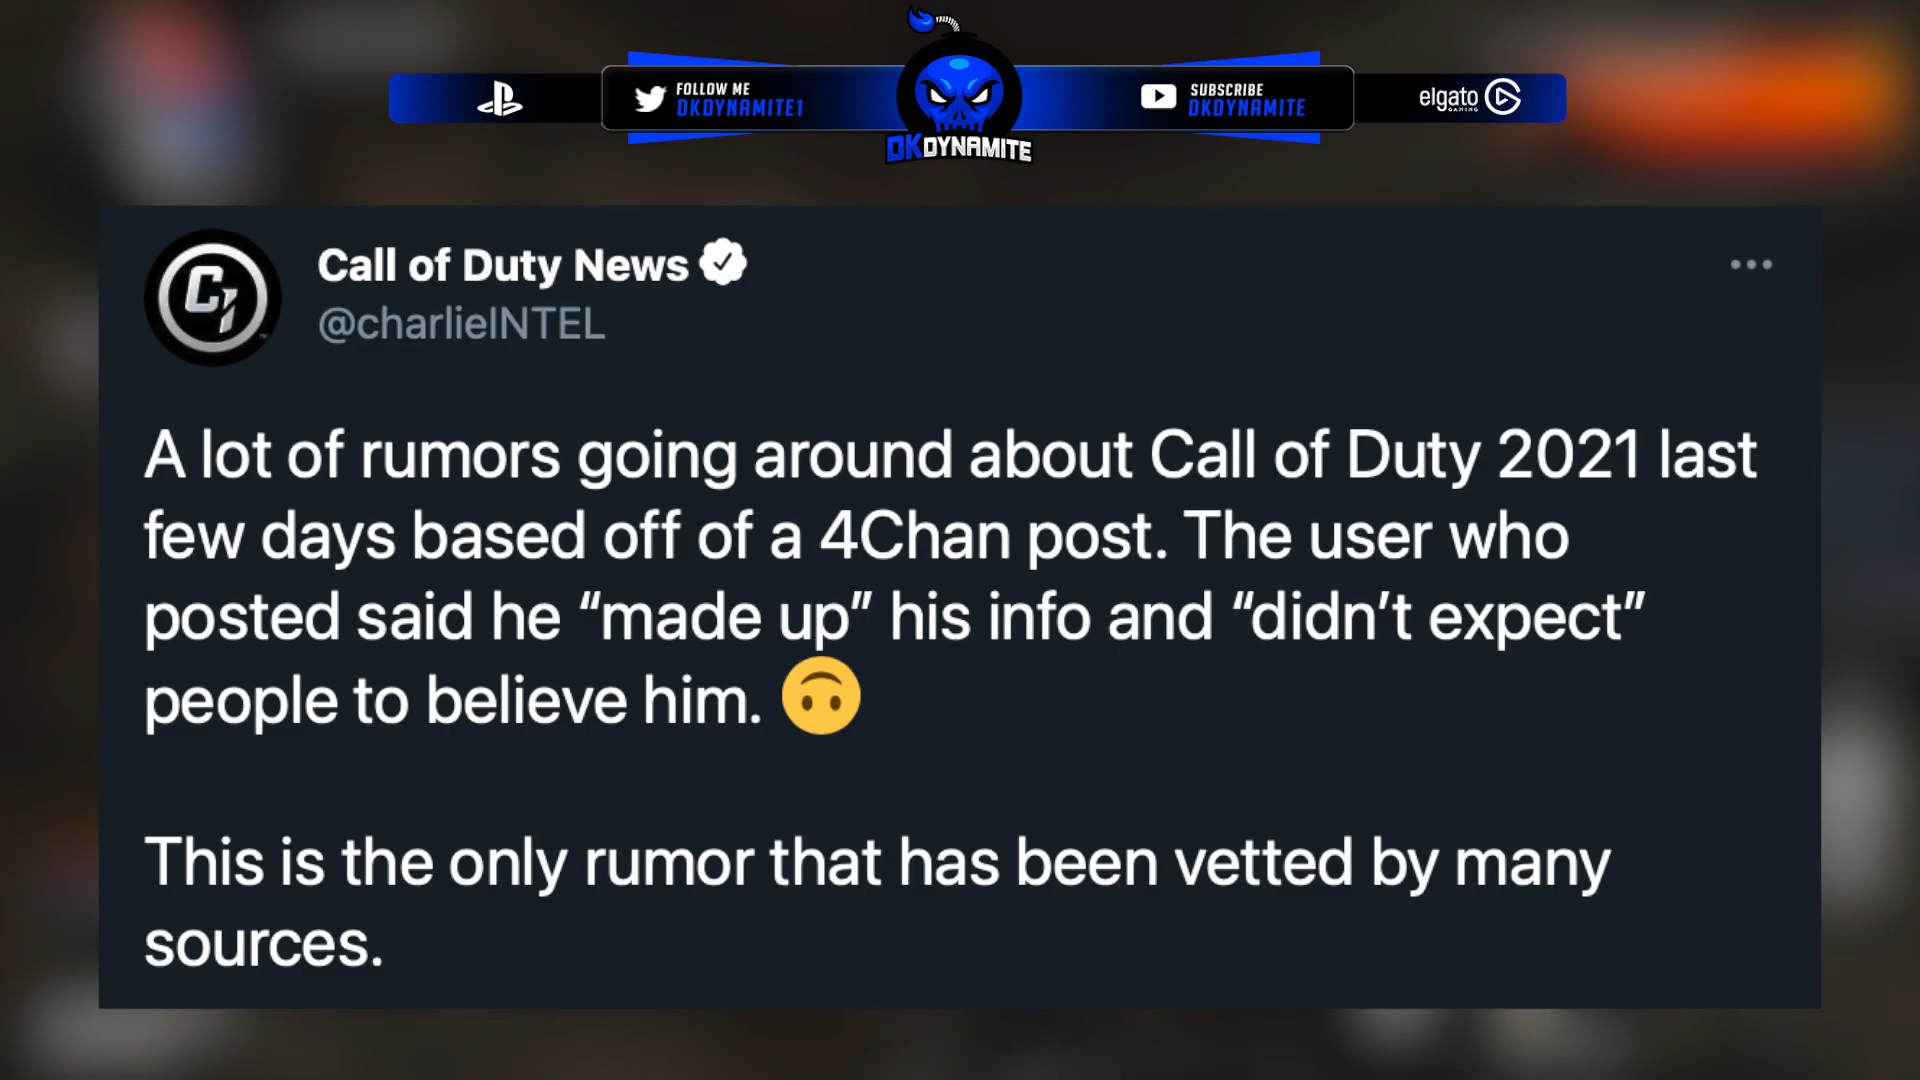 FOLLOW ME
DKDYNAMITE1
SUBSCRIBE
DKDYNAMITE
elgato
GAMING
DKDYNAMITE
Call of Duty News
@charlieINTEL
A lot of rumors going around about Call of Duty 2021 last
few days based off of a 4Chan post. The user who
posted said he “made up” his info and “didn’t expect”
people to believe him. 🙃
This is the only rumor that has been vetted by many
sources.